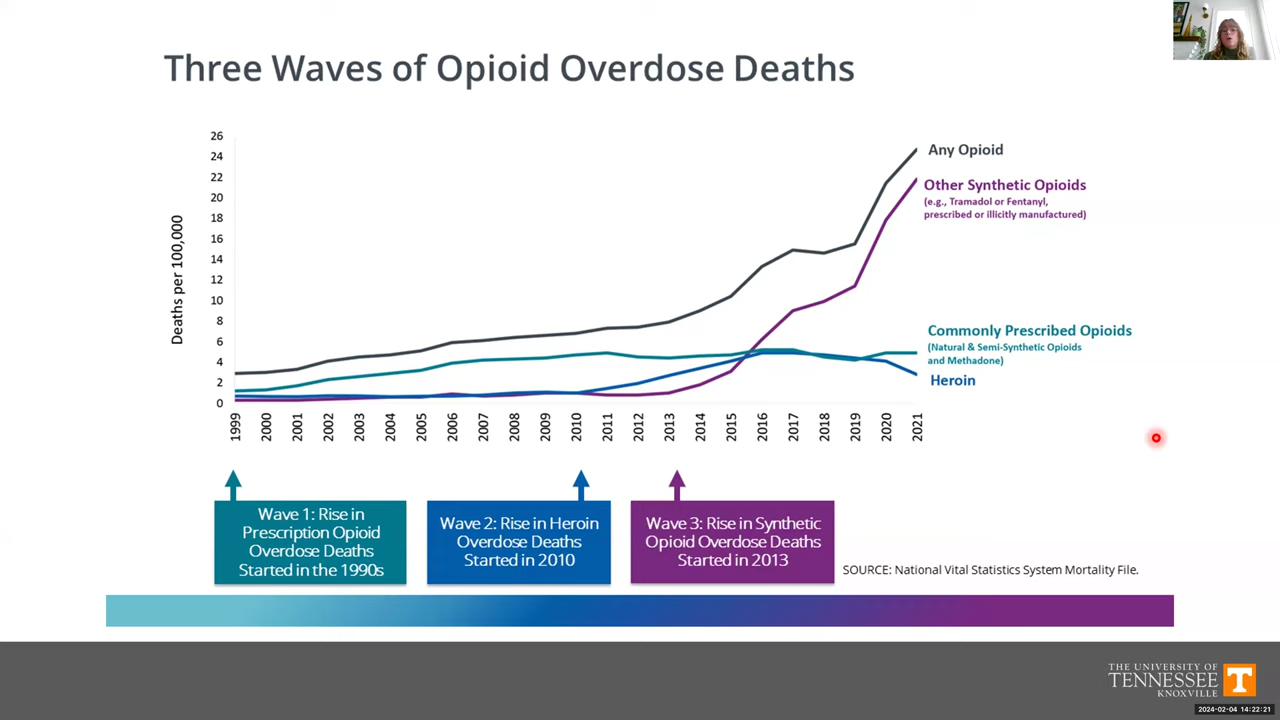 Three Waves of Opioid Overdose Deaths
Deaths per 100,000
26
24
22
20
18
16
14
12
10
8
6
4
2
0
1999
2000
2001
2002
2003
2004
2005
2006
2007
2008
2009
2010
2011
2012
2013
2014
2015
2016
2017
2018
2019
2020
2021
Any Opioid
Other Synthetic Opioids
(e.g., Tramadol or Fentanyl,
prescribed or illicitly manufactured)
Commonly Prescribed Opioids
(Natural & Semi-Synthetic Opioids
and Methadone)
Heroin
Wave 1: Rise in
Prescription Opioid
Overdose Deaths
Started in the 1990s
Wave 2: Rise in Heroin
Overdose Deaths
Started in 2010
Wave 3: Rise in Synthetic
Opioid Overdose Deaths
Started in 2013
SOURCE: National Vital Statistics System Mortality File.
THE UNIVERSITY OF
TENNESSEE
KNOXVILLE
T
2024-02-04 14:22:21